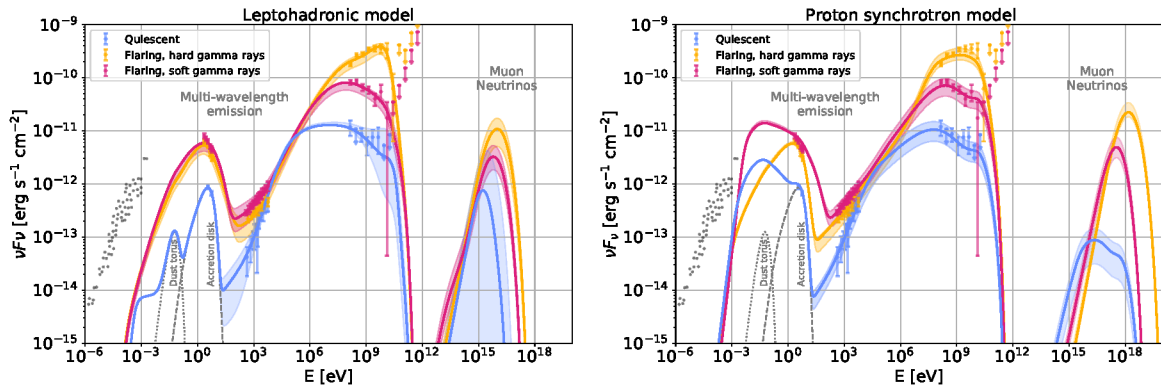 Leptohadronic model
10⁻⁹
10⁻¹⁰
10⁻¹¹
10⁻¹²
10⁻¹³
10⁻¹⁴
10⁻¹⁵
νFν [erg s⁻¹ cm⁻²]
Quiescent
Flaring, hard gamma rays
Flaring, soft gamma rays
Multi-wavelength
emission
Muon
Neutrinos
Dust torus
Accretion disk
10⁻⁶ 10⁻³ 10⁰ 10³ 10⁶ 10⁹ 10¹² 10¹⁵ 10¹⁸
E [eV]
Proton synchrotron model
10⁻⁹
10⁻¹⁰
10⁻¹¹
10⁻¹²
10⁻¹³
10⁻¹⁴
10⁻¹⁵
νFᵥ [erg s⁻¹ cm⁻²]
Quiescent
Flaring, hard gamma rays
Flaring, soft gamma rays
Multi-wavelength
emission
Muon
Neutrinos
Dust torus
Accretion disk
10⁻⁶ 10⁻³ 10⁰ 10³ 10⁶ 10⁹ 10¹² 10¹⁵ 10¹⁸
E [eV]